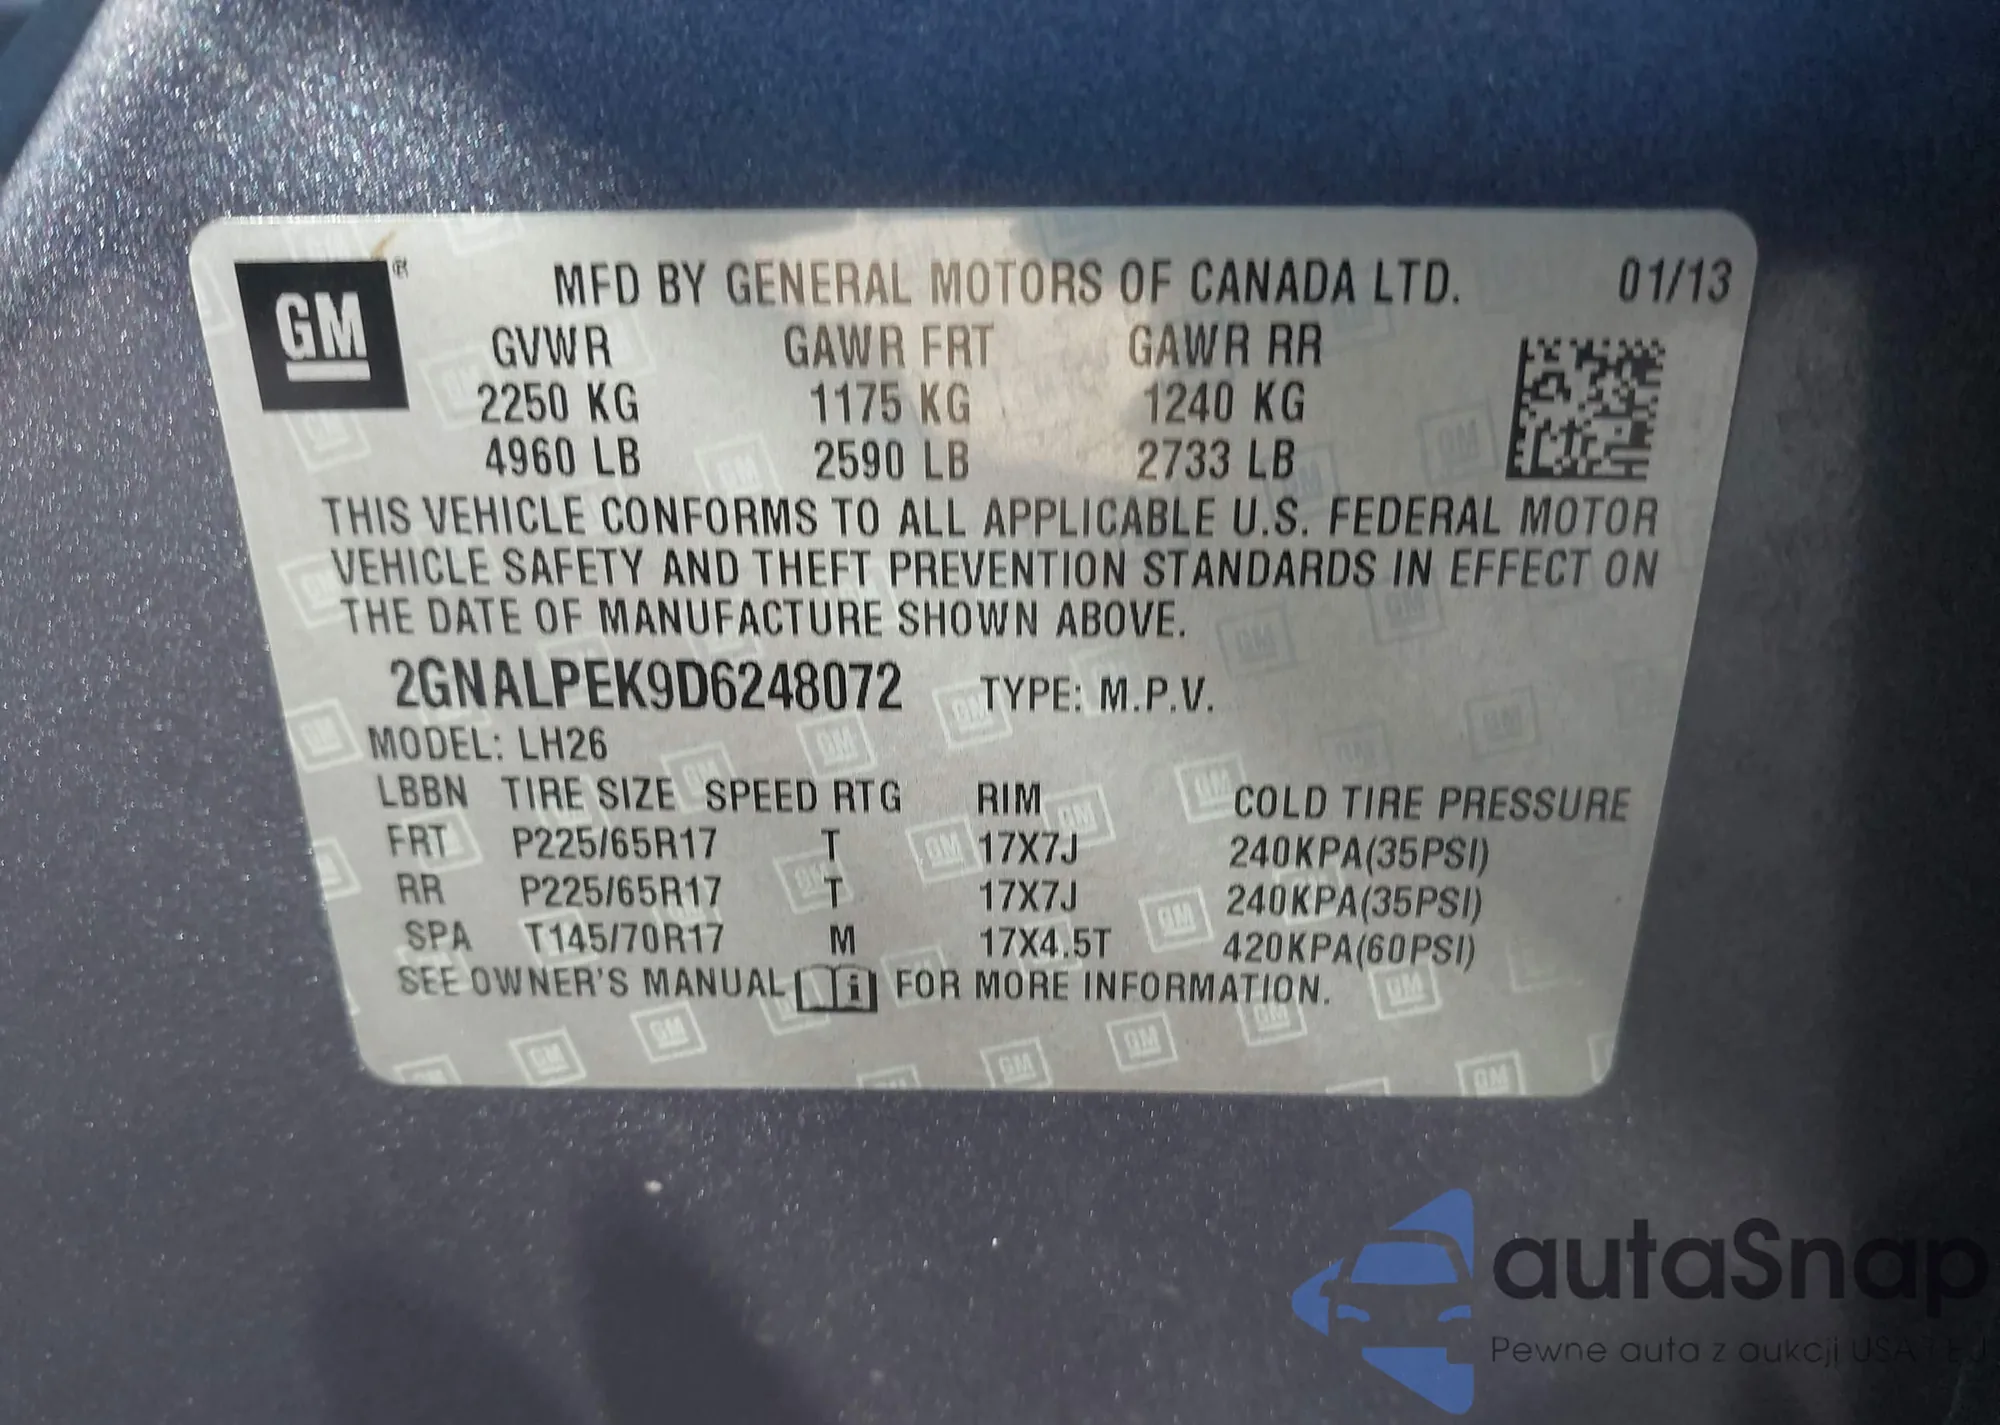 GM®
MFD BY GENERAL MOTORS OF CANADA LTD. 01/13
GVWR GAWR FRT GAWR RR
2250 KG 1175 KG 1240 KG
4960 LB 2590 LB 2733 LB
THIS VEHICLE CONFORMS TO ALL APPLICABLE U.S. FEDERAL MOTOR
VEHICLE SAFETY AND THEFT PREVENTION STANDARDS IN EFFECT ON
THE DATE OF MANUFACTURE SHOWN ABOVE.
2GNALPEK9D6248072 TYPE: M.P.V.
MODEL: LH26
LBBN TIRE SIZE SPEED RTG RIM COLD TIRE PRESSURE
FRT P225/65R17 T 17X7J 240KPA(35PSI)
RR P225/65R17 T 17X7J 240KPA(35PSI)
SPA T145/70R17 M 17X4.5T 420KPA(60PSI)
SEE OWNER'S MANUAL i FOR MORE INFORMATION.
autaSnap
Pewne auta z aukcji USA i EU